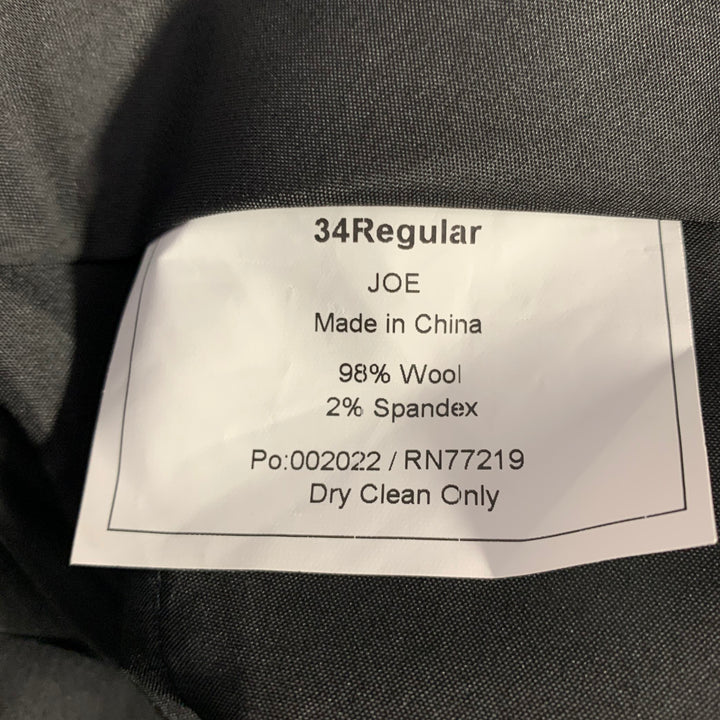 34Regular
JOE
Made in China
98% Wool
2% Spandex
Po:002022 / RN77219
Dry Clean Only